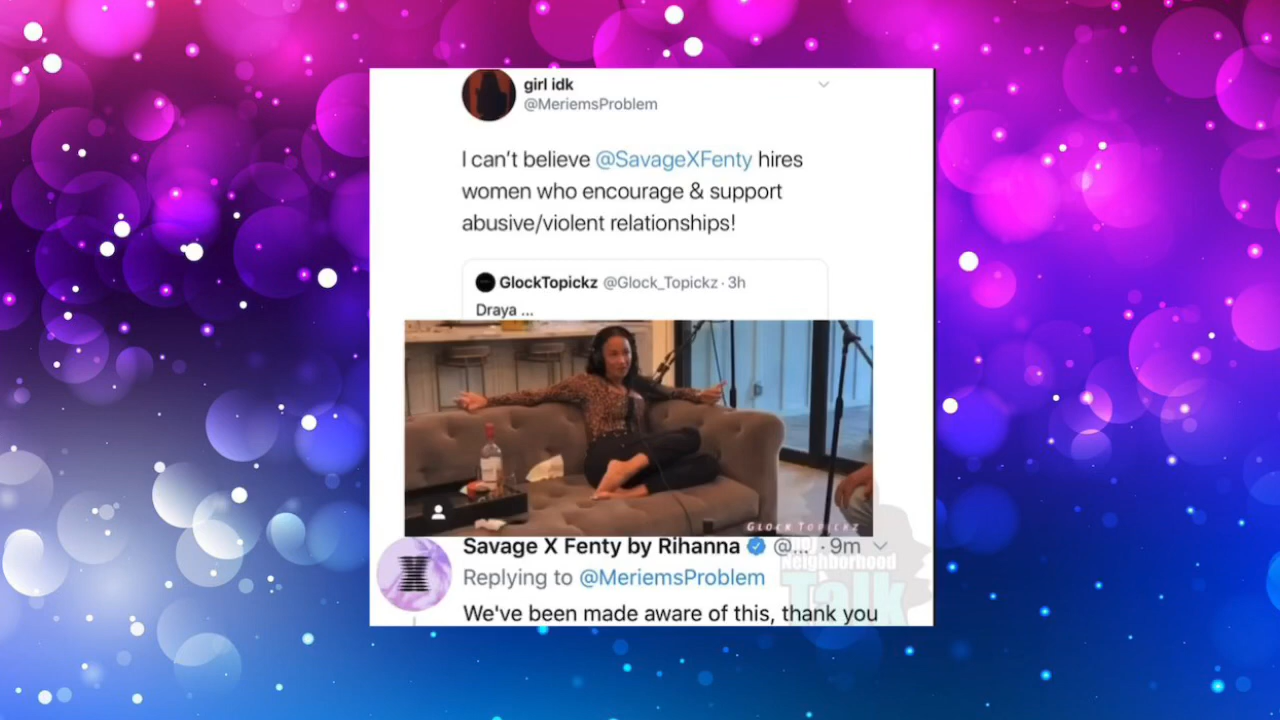 girl idk
@MeriemsProblem
I can't believe @SavageXFenty hires
women who encourage & support
abusive/violent relationships!
GlockTopickz @Glock_Topickz · 3h
Draya ...
GLOCK TOPICKZ
Savage X Fenty by Rihanna @... · 9m
Replying to @MeriemsProblem
Neighborhood
Talk
We've been made aware of this, thank you